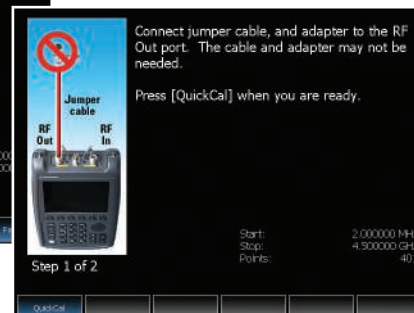 Connect jumper cable, and adapter to the RF
Out port. The cable and adapter may not be
needed.
Press [QuickCal] when you are ready.
Jumper
cable
RF
Out
RF
In
Start: 2.000000 MH
Stop: 4.500000 GH
Points: 40
Step 1 of 2
QuickCal